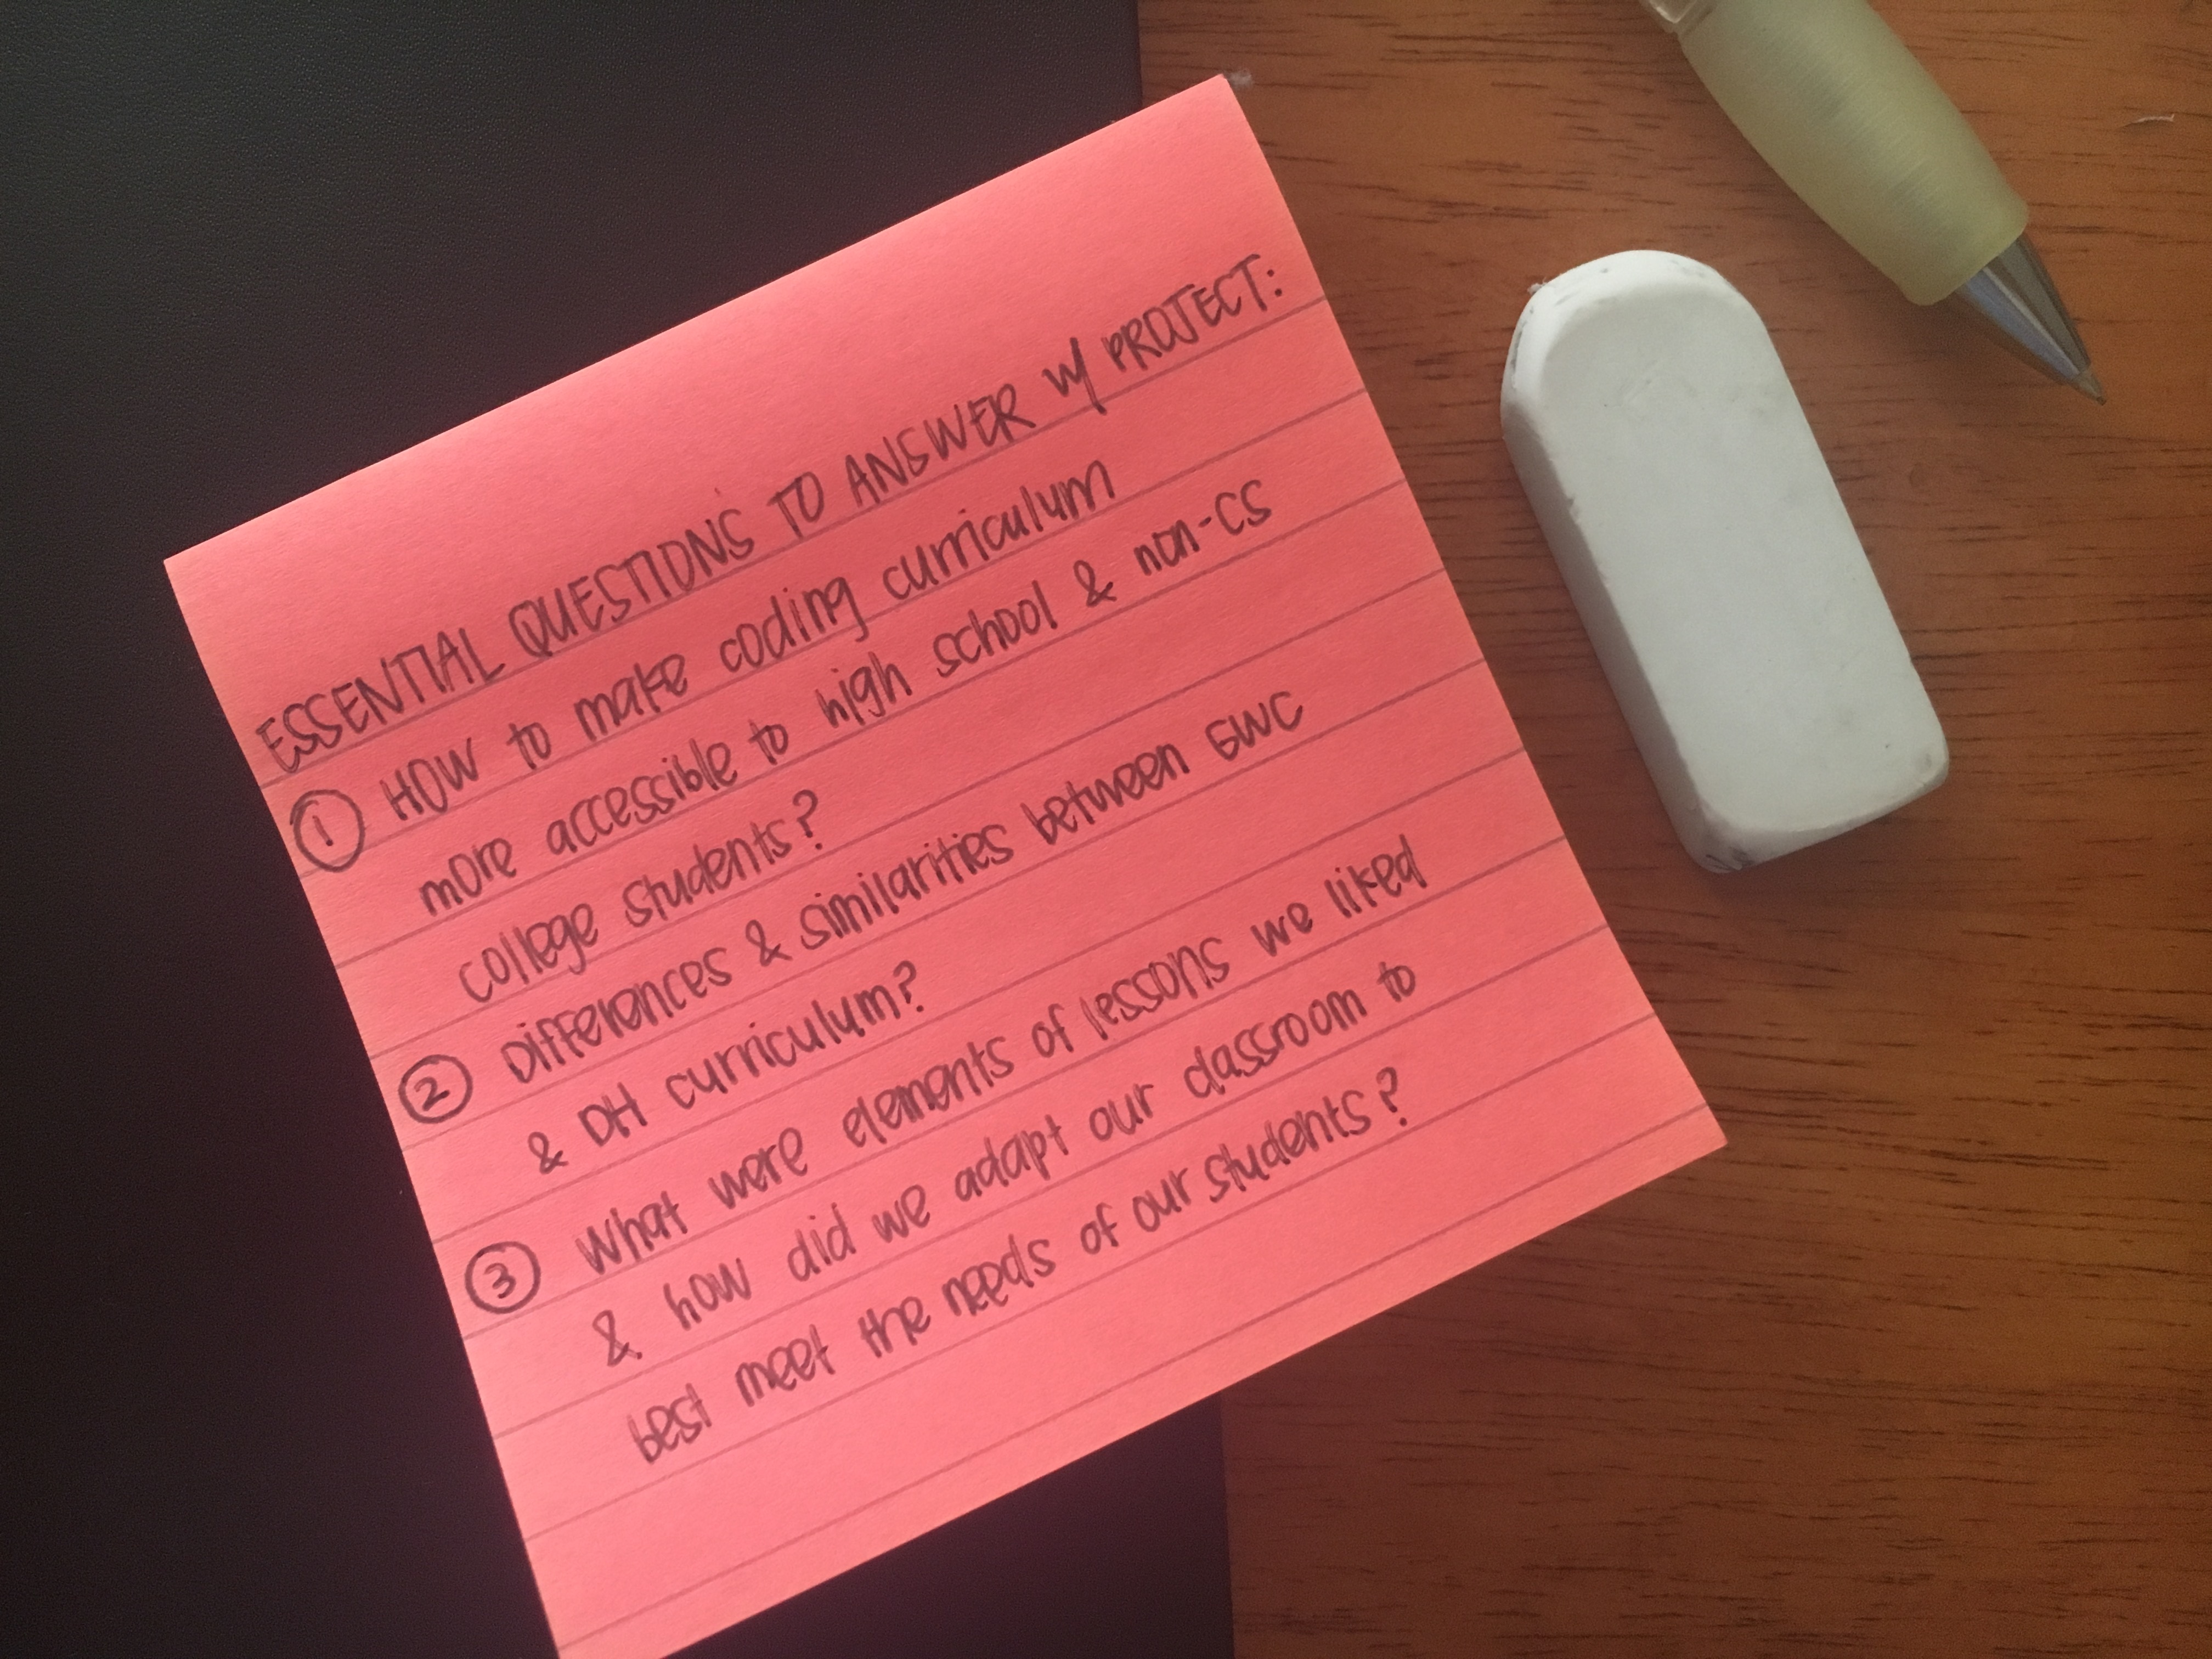 ESSENTIAL QUESTIONS TO ANSWER w/ PROJECT:
① HOW to make coding curriculum
more accessible to high school & non-CS
college students?
② Differences & similarities between GWC
& DH curriculum?
③ What were elements of lessons we liked
& how did we adapt our classroom to
best meet the needs of our students?